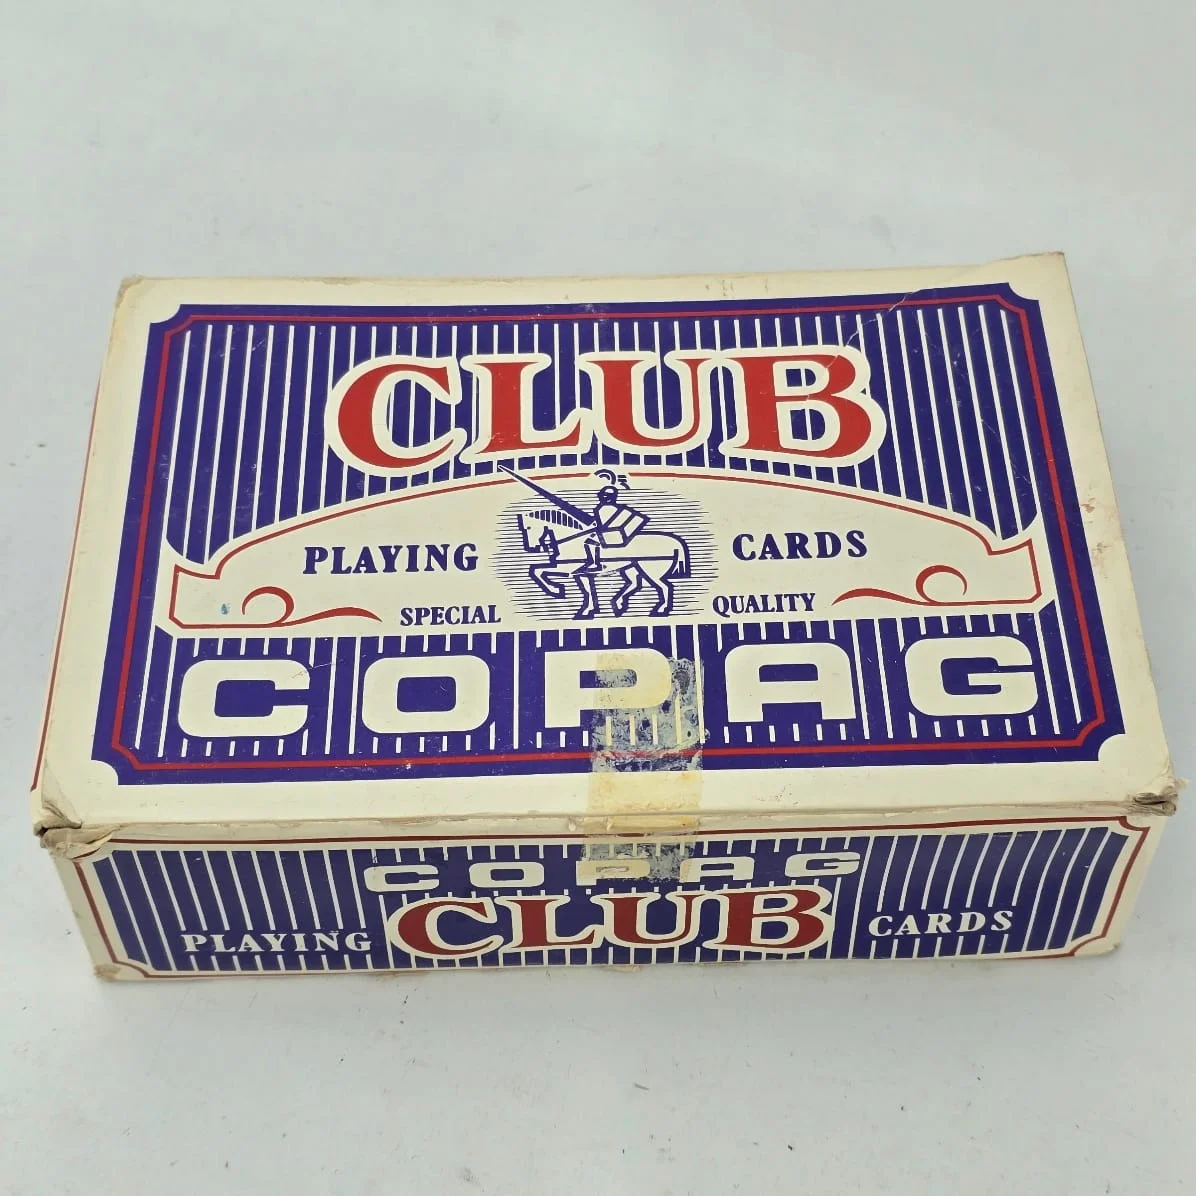 CLUB
PLAYING CARDS
SPECIAL QUALITY
COPAG
COPAG
PLAYING CLUB CARDS